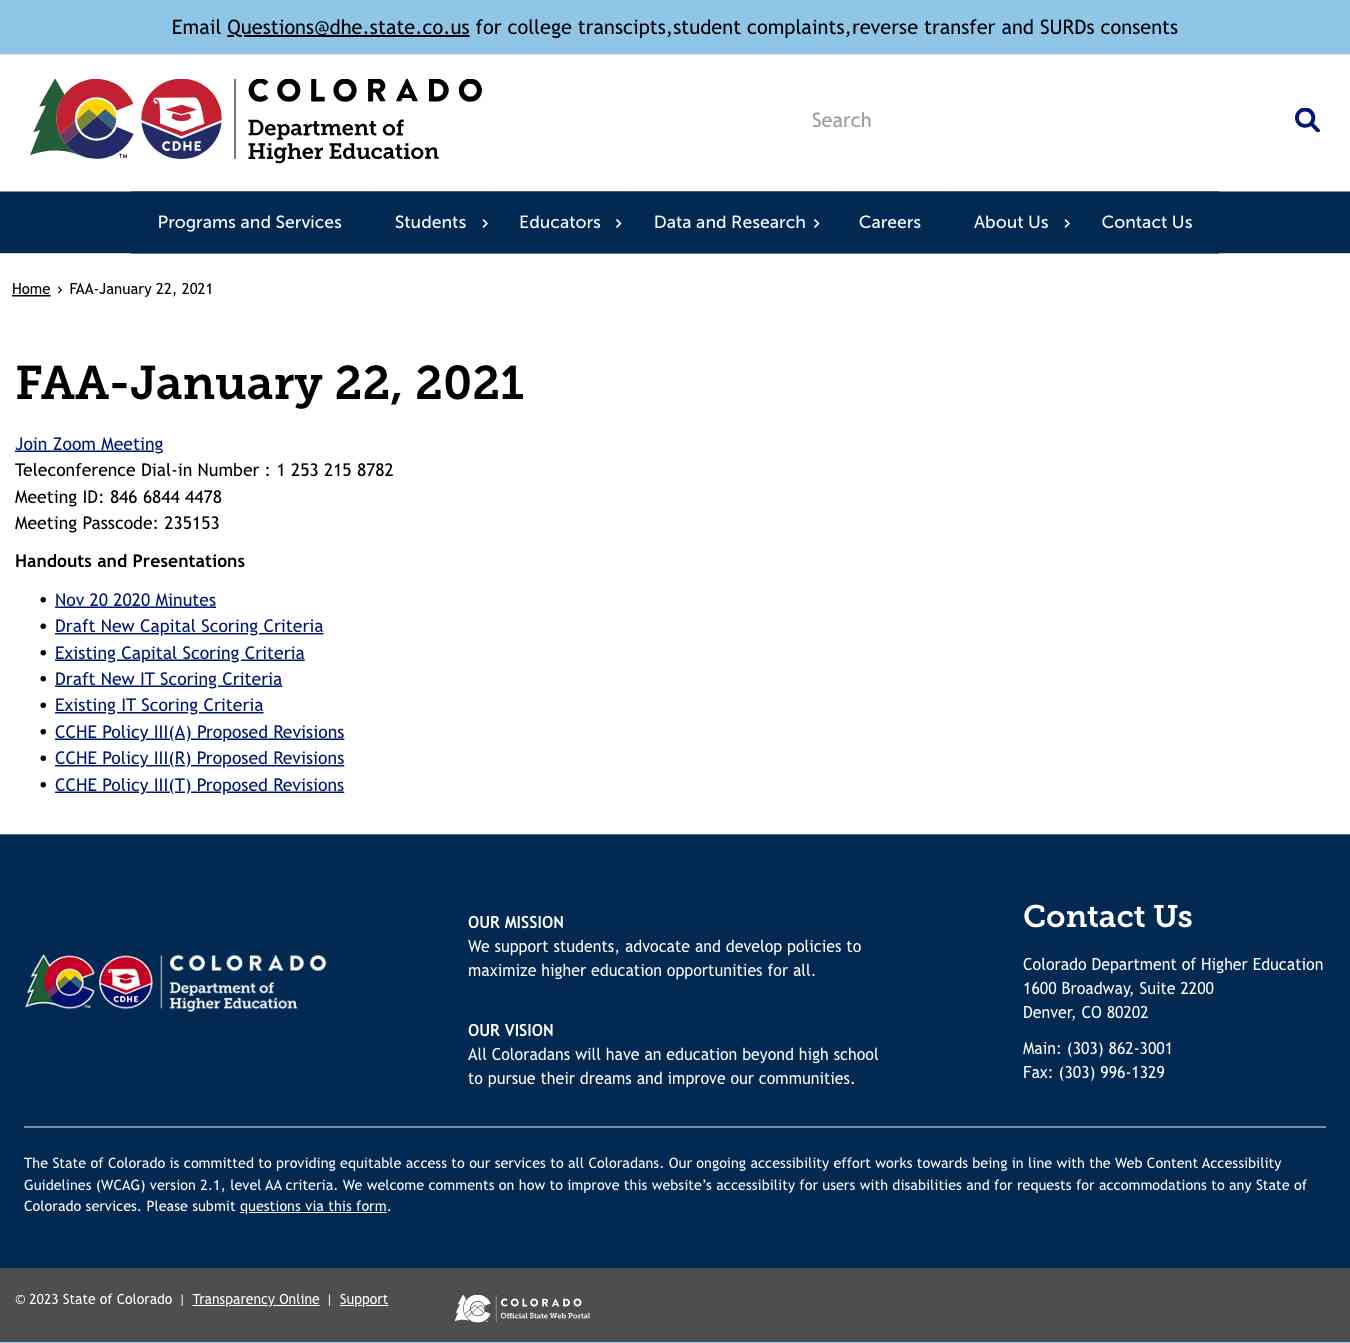 Email Questions@dhe.state.co.us for college transcipts,student complaints,reverse transfer and SURDs consents
CDHE
TM
COLORADO
Department of
Higher Education
Search
Programs and Services
Students
Educators
Data and Research
Careers
About Us
Contact Us
Home › FAA-January 22, 2021
FAA-January 22, 2021
Join Zoom Meeting
Teleconference Dial-in Number : 1 253 215 8782
Meeting ID: 846 6844 4478
Meeting Passcode: 235153
Handouts and Presentations
• Nov 20 2020 Minutes
• Draft New Capital Scoring Criteria
• Existing Capital Scoring Criteria
• Draft New IT Scoring Criteria
• Existing IT Scoring Criteria
• CCHE Policy III(A) Proposed Revisions
• CCHE Policy III(R) Proposed Revisions
• CCHE Policy III(T) Proposed Revisions
CDHE
COLORADO
Department of
Higher Education
OUR MISSION
We support students, advocate and develop policies to
maximize higher education opportunities for all.
OUR VISION
All Coloradans will have an education beyond high school
to pursue their dreams and improve our communities.
Contact Us
Colorado Department of Higher Education
1600 Broadway, Suite 2200
Denver, CO 80202
Main: (303) 862-3001
Fax: (303) 996-1329
The State of Colorado is committed to providing equitable access to our services to all Coloradans. Our ongoing accessibility effort works towards being in line with the Web Content Accessibility
Guidelines (WCAG) version 2.1, level AA criteria. We welcome comments on how to improve this website's accessibility for users with disabilities and for requests for accommodations to any State of
Colorado services. Please submit questions via this form.
© 2023 State of Colorado | Transparency Online | Support
COLORADO
Official State Web Portal